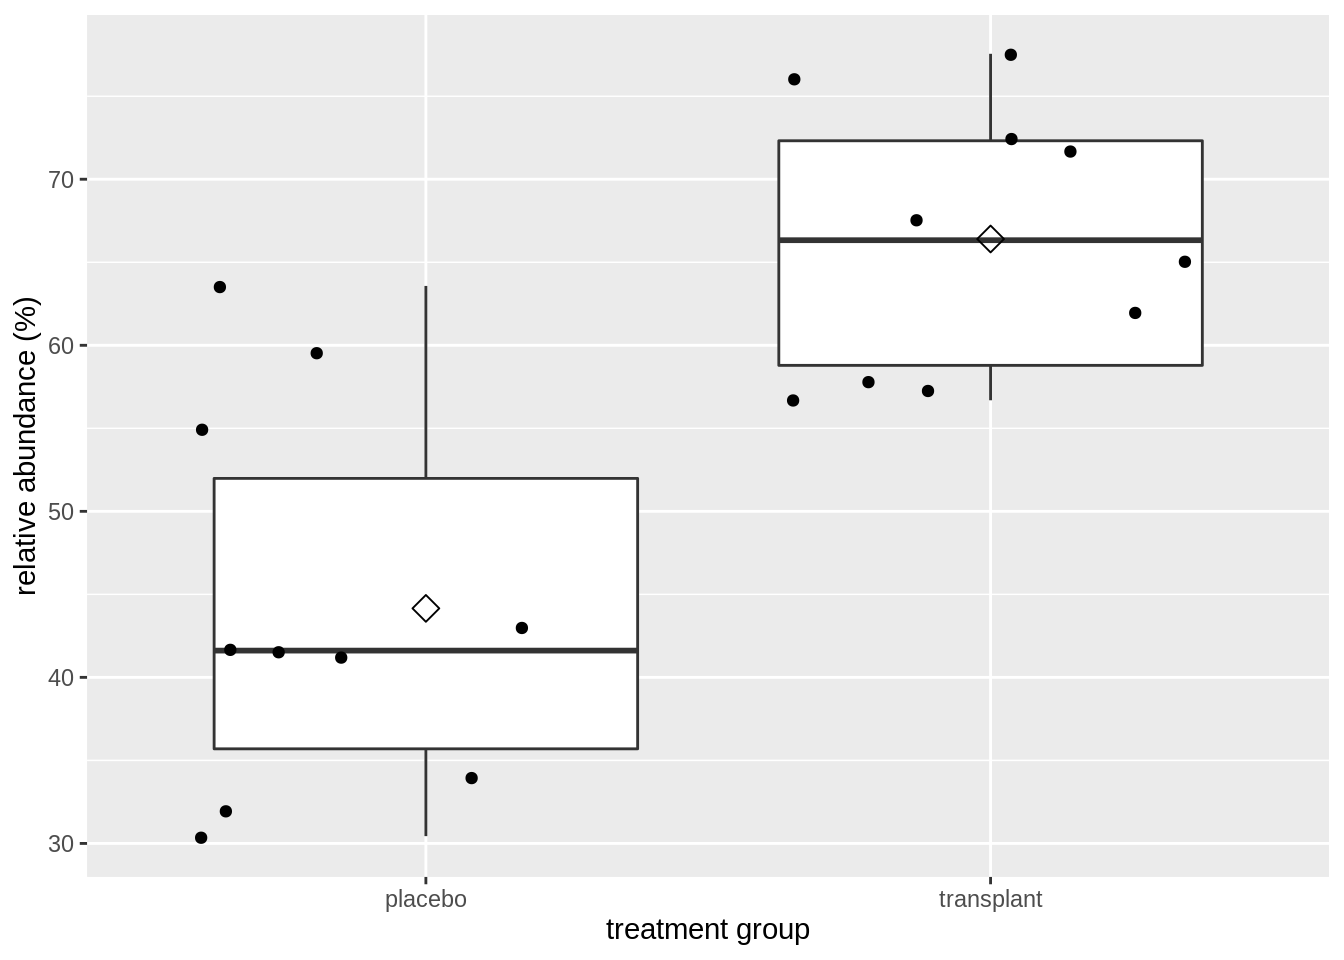 relative abundance (%)
70
60
50
40
30
placebo
transplant
treatment group